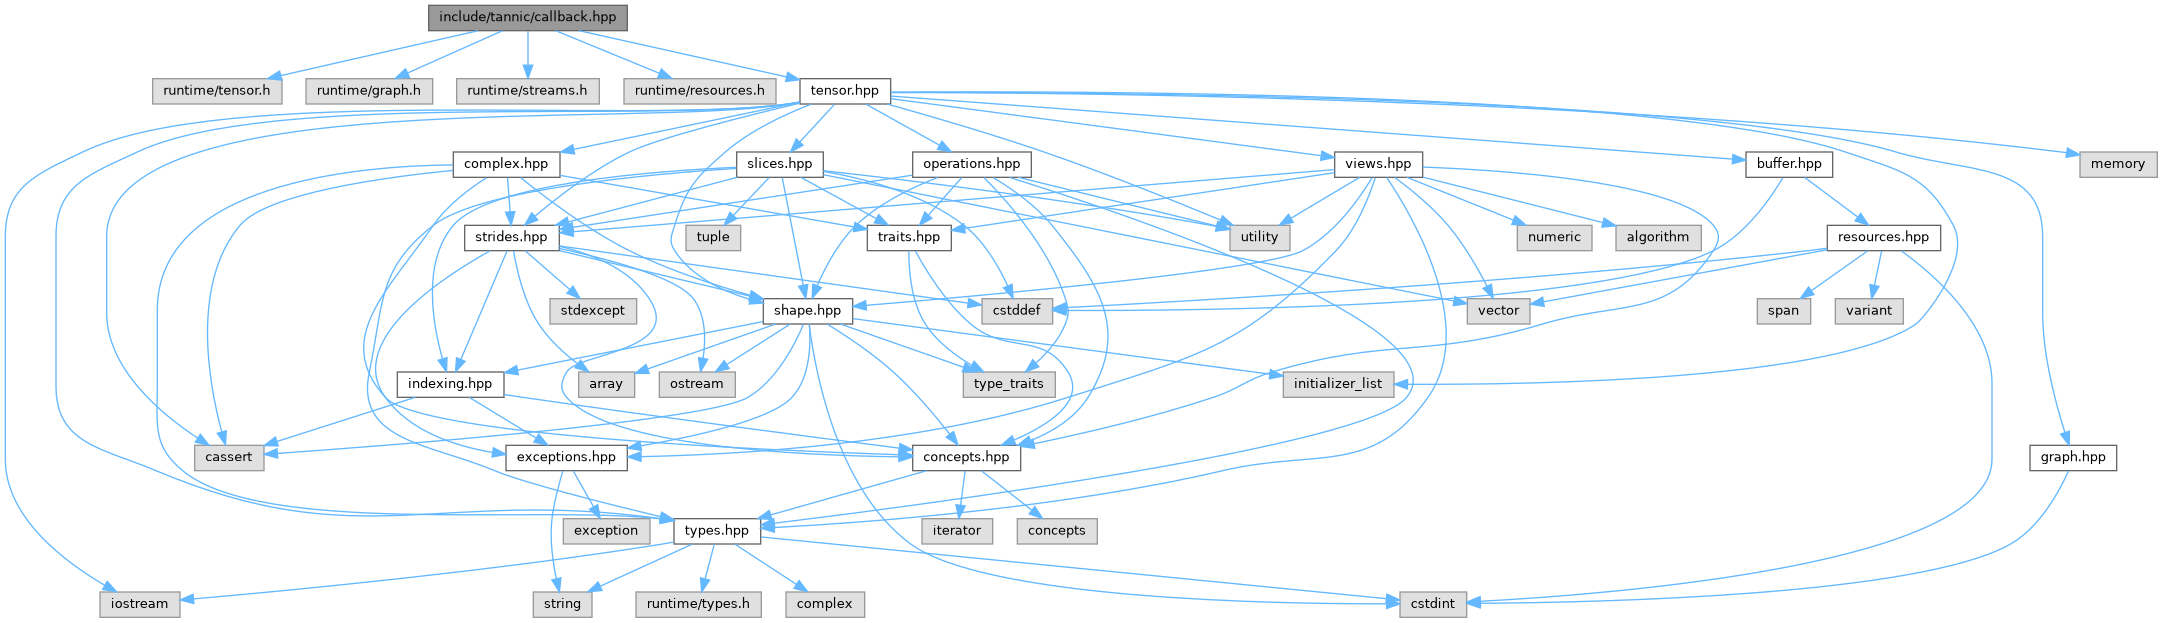 include/tannic/callback.hpp
runtime/tensor.h
runtime/graph.h
runtime/streams.h
runtime/resources.h
tensor.hpp
complex.hpp
slices.hpp
operations.hpp
views.hpp
buffer.hpp
memory
strides.hpp
tuple
traits.hpp
utility
numeric
algorithm
resources.hpp
stdexcept
shape.hpp
cstddef
vector
span
variant
indexing.hpp
array
ostream
type_traits
initializer_list
cassert
exceptions.hpp
concepts.hpp
graph.hpp
exception
types.hpp
iterator
concepts
iostream
string
runtime/types.h
complex
cstdint